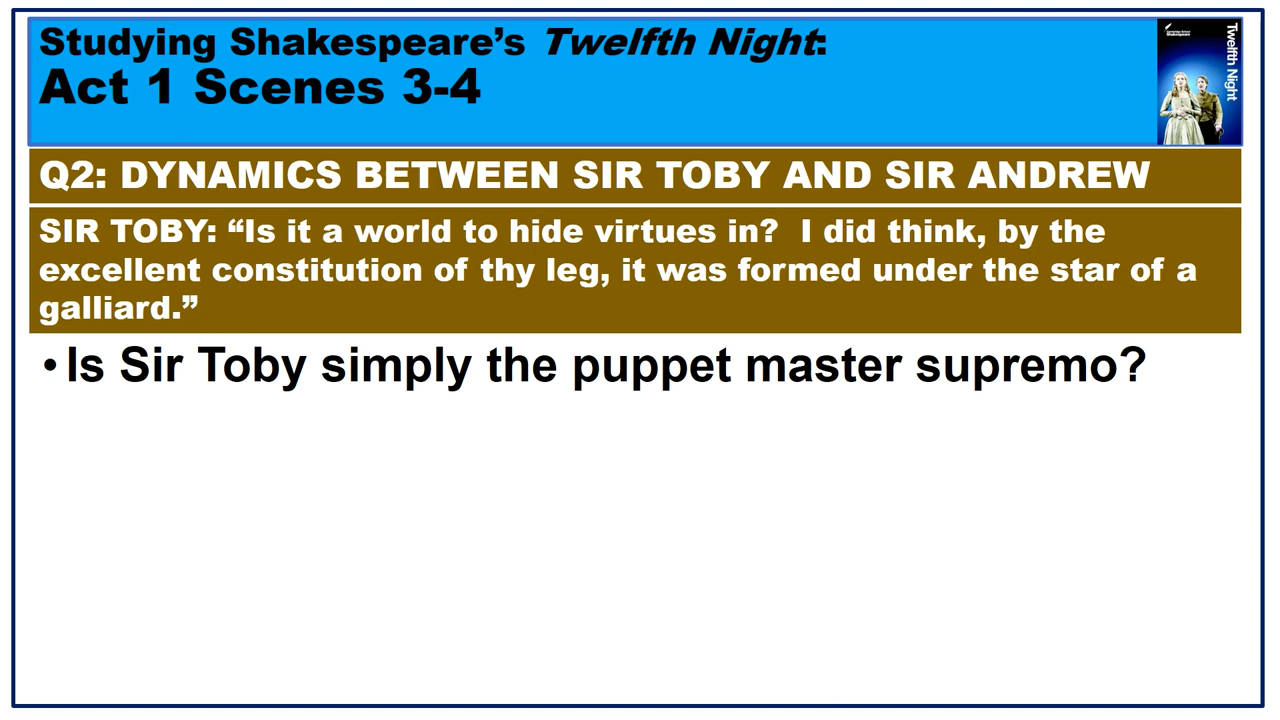 Studying Shakespeare’s Twelfth Night:
Act 1 Scenes 3-4
Twelfth Night
Q2: DYNAMICS BETWEEN SIR TOBY AND SIR ANDREW
SIR TOBY: “Is it a world to hide virtues in?  I did think, by the
excellent constitution of thy leg, it was formed under the star of a
galliard.”
• Is Sir Toby simply the puppet master supremo?